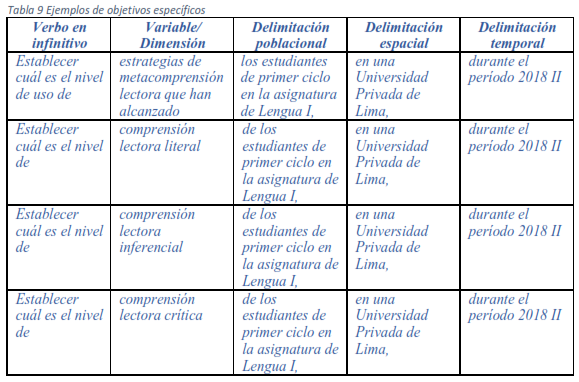 Tabla 9 Ejemplos de objetivos específicos
Verbo en infinitivo | Variable/ Dimensión | Delimitación poblacional | Delimitación espacial | Delimitación temporal
Establecer cuál es el nivel de uso de | estrategias de metacomprensión lectora que han alcanzado | los estudiantes de primer ciclo en la asignatura de Lengua I, | en una Universidad Privada de Lima, | durante el período 2018 II
Establecer cuál es el nivel de | comprensión lectora literal | de los estudiantes de primer ciclo en la asignatura de Lengua I, | en una Universidad Privada de Lima, | durante el período 2018 II
Establecer cuál es el nivel de | comprensión lectora inferencial | de los estudiantes de primer ciclo en la asignatura de Lengua I, | en una Universidad Privada de Lima, | durante el período 2018 II
Establecer cuál es el nivel de | comprensión lectora crítica | de los estudiantes de primer ciclo en la asignatura de Lengua I, | en una Universidad Privada de Lima, | durante el período 2018 II